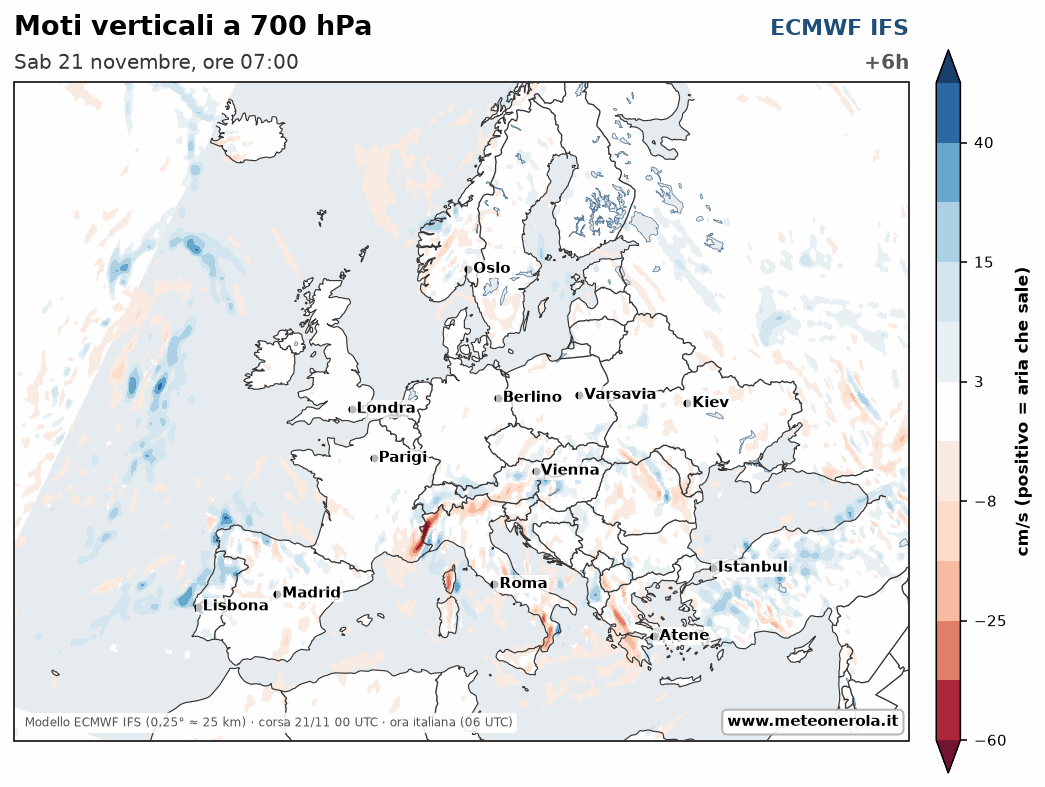 Moti verticali a 700 hPa
ECMWF IFS
Sab 21 novembre, ore 07:00
+6h
Oslo
Londra
Berlino
Varsavia
Kiev
Parigi
Vienna
Istanbul
Roma
Madrid
Lisbona
Atene
40
15
3
−8
−25
−60
cm/s (positivo = aria che sale)
Modello ECMWF IFS (0,25° ≈ 25 km) · corsa 21/11 00 UTC · ora italiana (06 UTC)
www.meteonerola.it